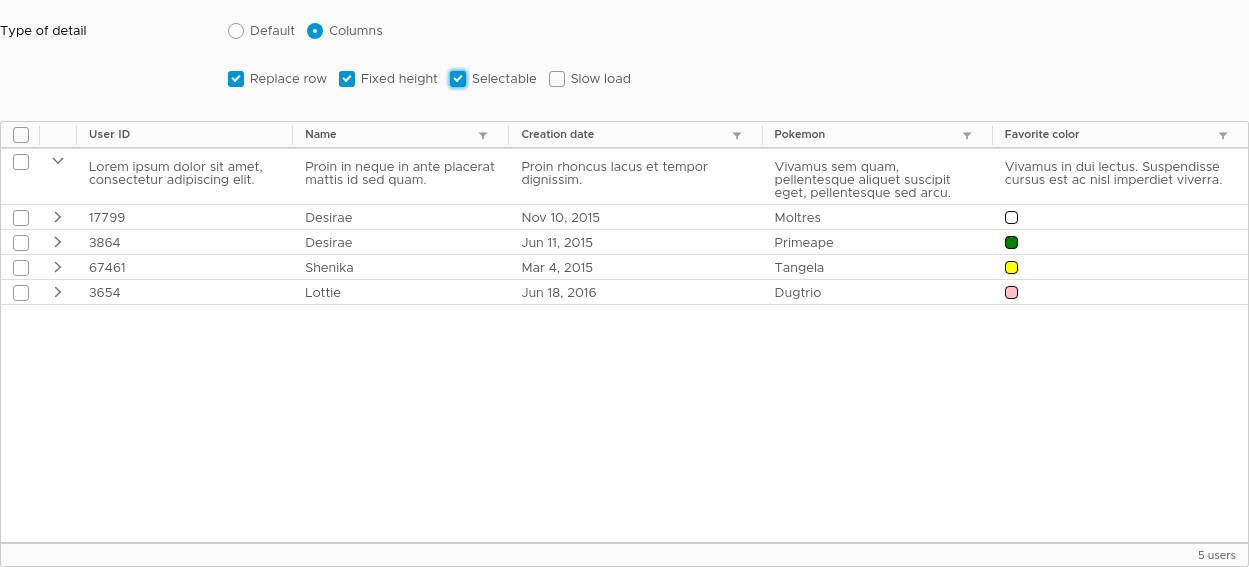 Type of detail Default Columns
Replace row Fixed height Selectable Slow load
User ID Name Creation date Pokemon Favorite color
Lorem ipsum dolor sit amet, Proin in neque in ante placerat Proin rhoncus lacus et tempor Vivamus sem quam, Vivamus in dui lectus. Suspendisse
consectetur adipiscing elit. mattis id sed quam. dignissim. pellentesque aliquet suscipit cursus est ac nisl imperdiet viverra.
eget, pellentesque sed arcu.
17799 Desirae Nov 10, 2015 Moltres
3864 Desirae Jun 11, 2015 Primeape
67461 Shenika Mar 4, 2015 Tangela
3654 Lottie Jun 18, 2016 Dugtrio
5 users